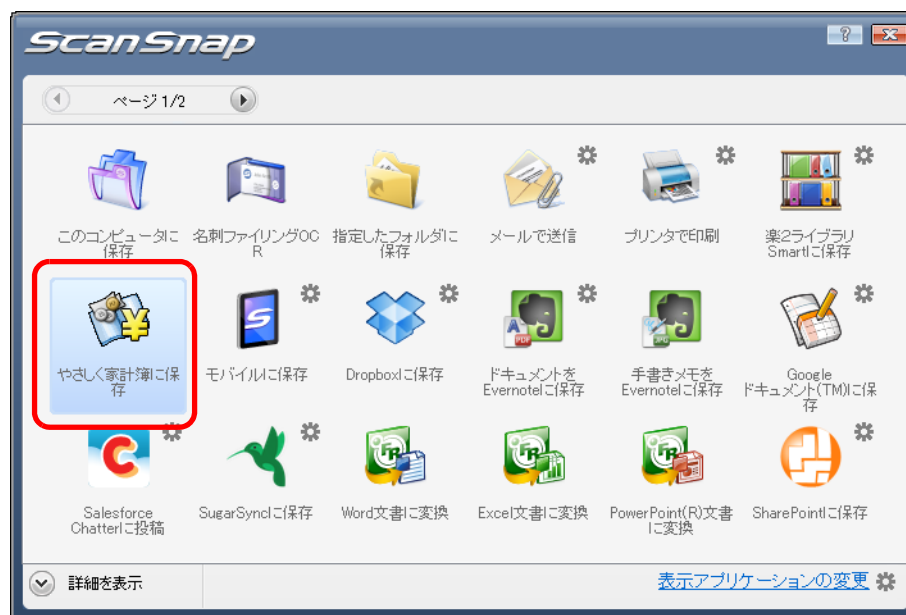 ScanSnap
ページ 1/2
このコンピュータに
保存
名刺ファイリングOC
R
指定したフォルダに
保存
メールで送信
プリンタで印刷
楽2ライブラリ
Smartに保存
やさしく家計簿に保
存
モバイルに保存
Dropboxに保存
ドキュメントを
Evernoteに保存
手書きメモを
Evernoteに保存
Google
ドキュメント(TM)に保
存
Salesforce
Chatterに投稿
SugarSyncに保存
Word文書に変換
Excel文書に変換
PowerPoint(R)文書
に変換
SharePointに保存
詳細を表示
表示アプリケーションの変更